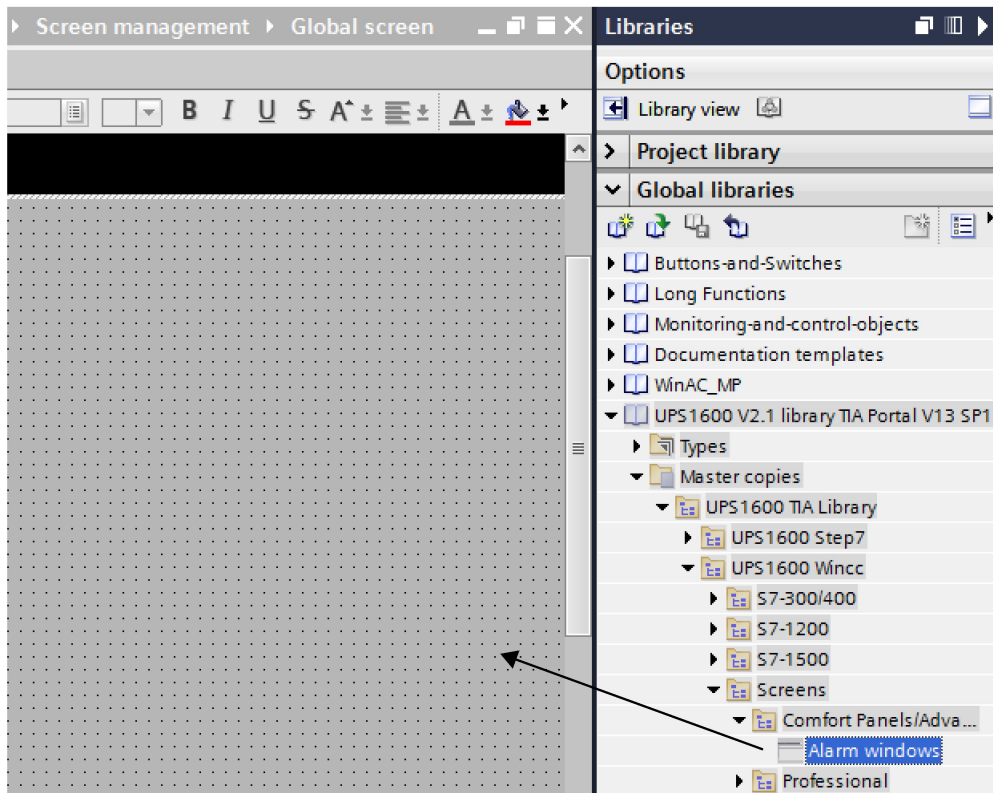 Screen management Global screen
Libraries
Options
B I U S A A
Library view
Project library
Global libraries
Buttons-and-Switches
Long Functions
Monitoring-and-control-objects
Documentation templates
WinAC_MP
UPS1600 V2.1 library TIA Portal V13 SP1
Types
Master copies
UPS1600 TIA Library
UPS1600 Step7
UPS1600 Wincc
S7-300/400
S7-1200
S7-1500
Screens
Comfort Panels/Adva...
Alarm windows
Professional